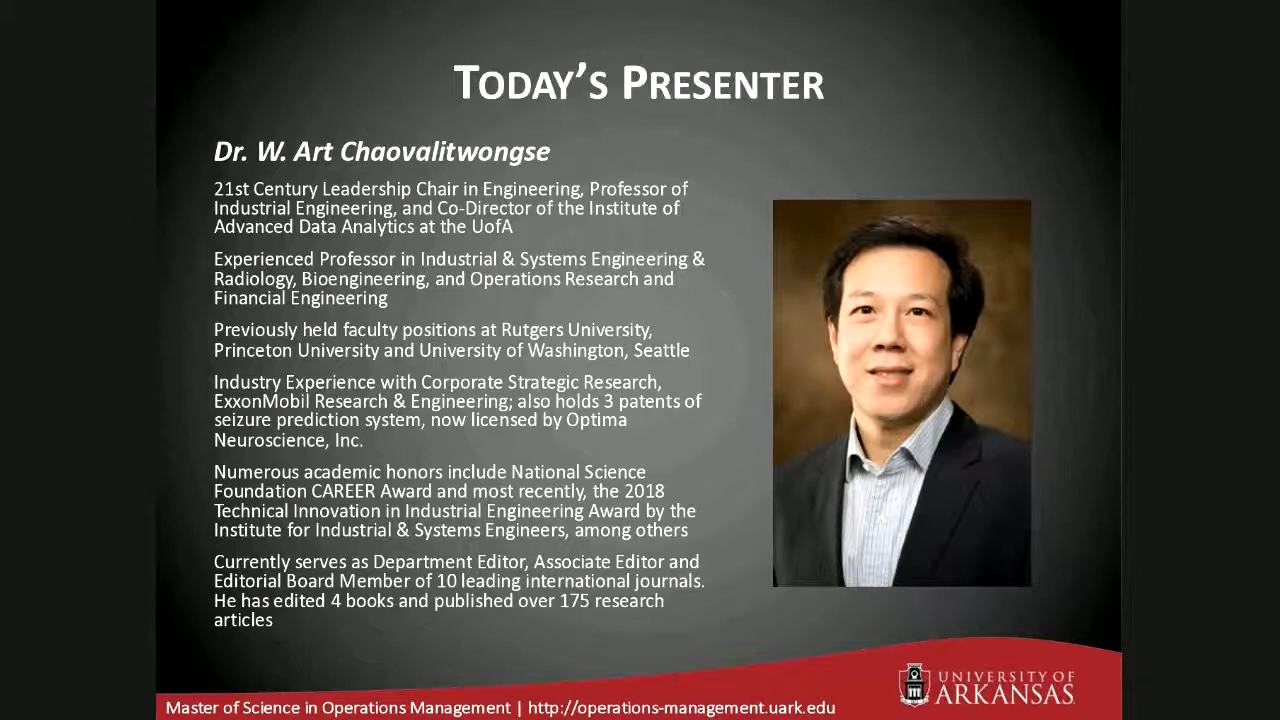 TODAY'S PRESENTER
Dr. W. Art Chaovalitwongse
21st Century Leadership Chair in Engineering, Professor of
Industrial Engineering, and Co-Director of the Institute of
Advanced Data Analytics at the UofA
Experienced Professor in Industrial & Systems Engineering &
Radiology, Bioengineering, and Operations Research and
Financial Engineering
Previously held faculty positions at Rutgers University,
Princeton University and University of Washington, Seattle
Industry Experience with Corporate Strategic Research,
ExxonMobil Research & Engineering; also holds 3 patents of
seizure prediction system, now licensed by Optima
Neuroscience, Inc.
Numerous academic honors include National Science
Foundation CAREER Award and most recently, the 2018
Technical Innovation in Industrial Engineering Award by the
Institute for Industrial & Systems Engineers, among others
Currently serves as Department Editor, Associate Editor and
Editorial Board Member of 10 leading international journals.
He has edited 4 books and published over 175 research
articles
UNIVERSITY OF
ARKANSAS
Master of Science in Operations Management | http://operations-management.uark.edu